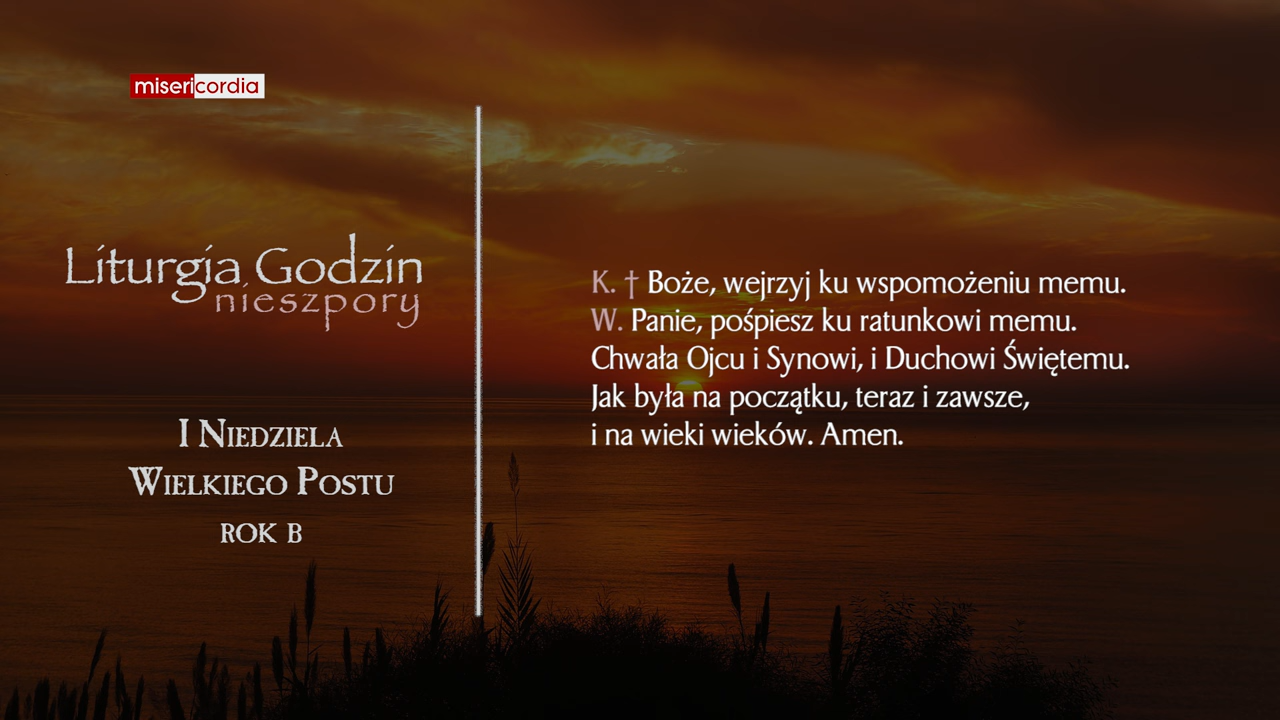 misericordia
Liturgia Godzin
nieszpory
I Niedziela
Wielkiego Postu
rok B
K. † Boże, wejrzyj ku wspomożeniu memu.
W. Panie, pośpiesz ku ratunkowi memu.
Chwała Ojcu i Synowi, i Duchowi Świętemu.
Jak była na początku, teraz i zawsze,
i na wieki wieków. Amen.